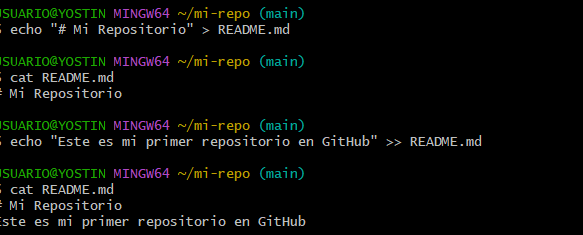 USUARIO@YOSTIN MINGW64 ~/mi-repo (main)
$ echo "# Mi Repositorio" > README.md
USUARIO@YOSTIN MINGW64 ~/mi-repo (main)
$ cat README.md
# Mi Repositorio
USUARIO@YOSTIN MINGW64 ~/mi-repo (main)
$ echo "Este es mi primer repositorio en GitHub" >> README.md
USUARIO@YOSTIN MINGW64 ~/mi-repo (main)
$ cat README.md
# Mi Repositorio
Este es mi primer repositorio en GitHub